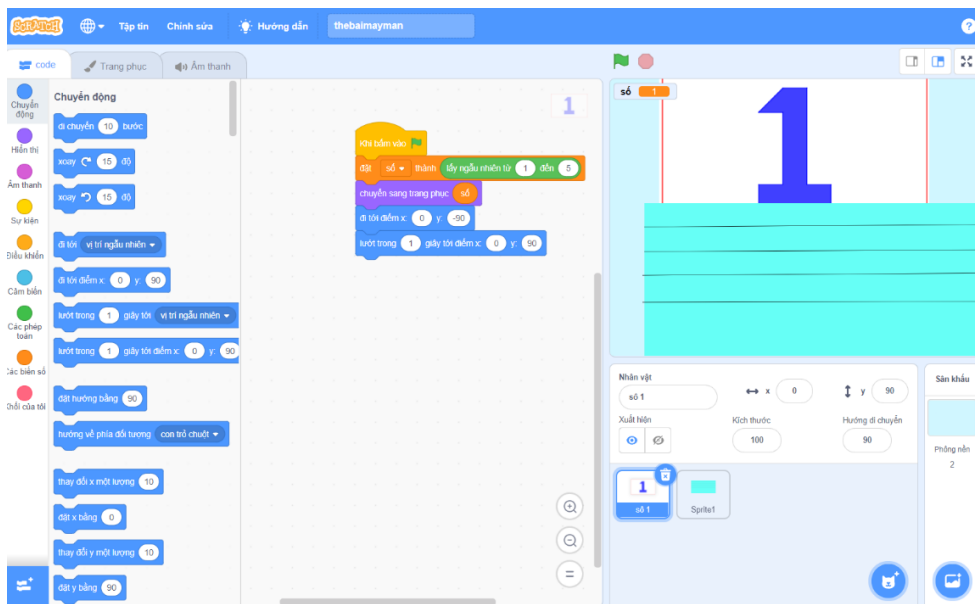 SCRATCH Tập tin Chỉnh sửa Hướng dẫn thebaimayman ?
code Trang phục Âm thanh
Chuyển động
Hiển thị
Âm thanh
Sự kiện
Điều khiển
Cảm biến
Các phép toán
Các biến số
Khối của tôi
Chuyển động
di chuyển 10 bước
xoay 15 độ
xoay 15 độ
đi tới vị trí ngẫu nhiên
đi tới điểm x: 0 y: 90
lướt trong 1 giây tới vị trí ngẫu nhiên
lướt trong 1 giây tới điểm x: 0 y: 90
đặt hướng bằng 90
hướng về phía đối tượng con trỏ chuột
thay đổi x một lượng 10
đặt x bằng 0
thay đổi y một lượng 10
đặt y bằng 90
1
Khi bấm vào
đặt số thành lấy ngẫu nhiên từ 1 đến 5
chuyển sang trang phục số
đi tới điểm x: 0 y: -90
lướt trong 1 giây tới điểm x: 0 y: 90
số 1
1
Nhân vật
số 1 x 0 y 90
Xuất hiện Kích thước Hướng di chuyển
100 90
1
số 1 Sprite1
Sân khấu
Phông nền
2